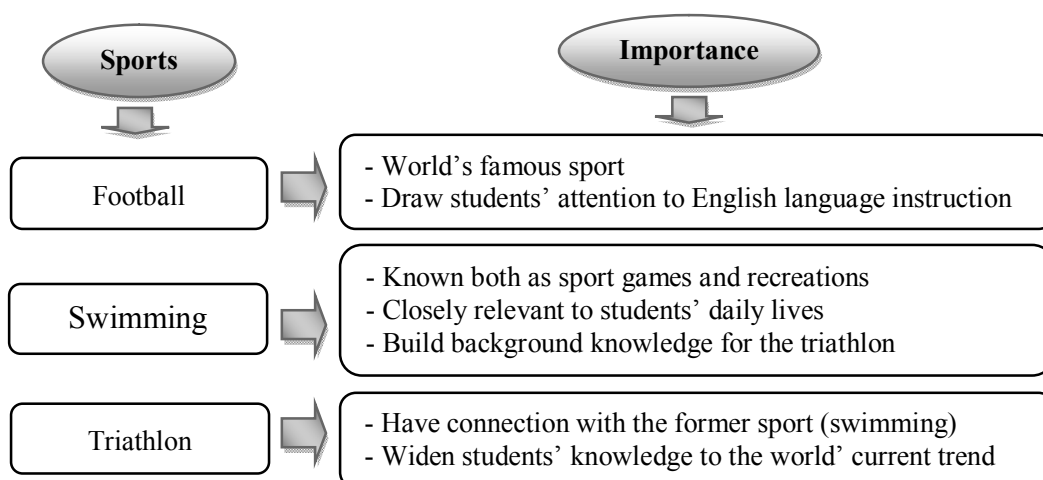 Sports
Importance
Football
- World’s famous sport
- Draw students’ attention to English language instruction
Swimming
- Known both as sport games and recreations
- Closely relevant to students’ daily lives
- Build background knowledge for the triathlon
Triathlon
- Have connection with the former sport (swimming)
- Widen students’ knowledge to the world’ current trend